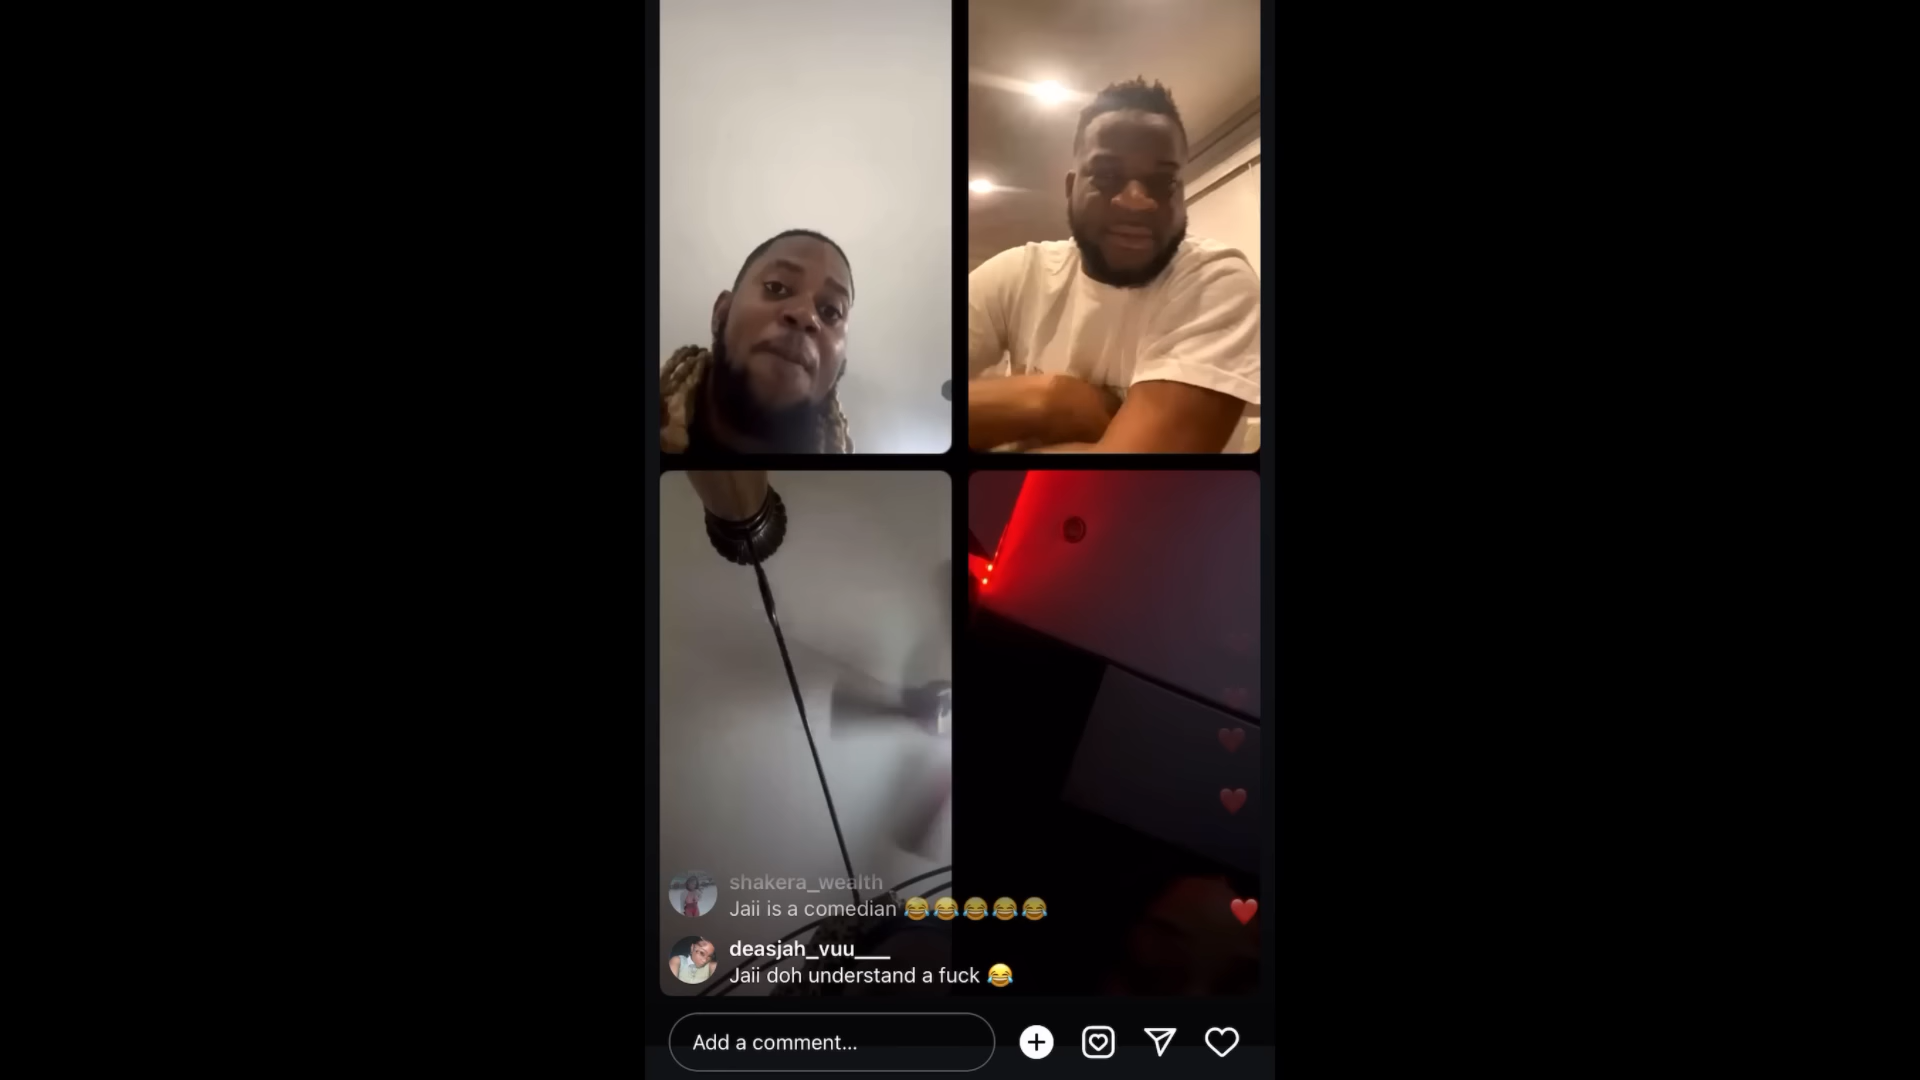 shakera_wealth
Jaii is a comedian 😂😂😂😂😂
deasjah_vuu___
Jaii doh understand a fuck 😂
Add a comment...